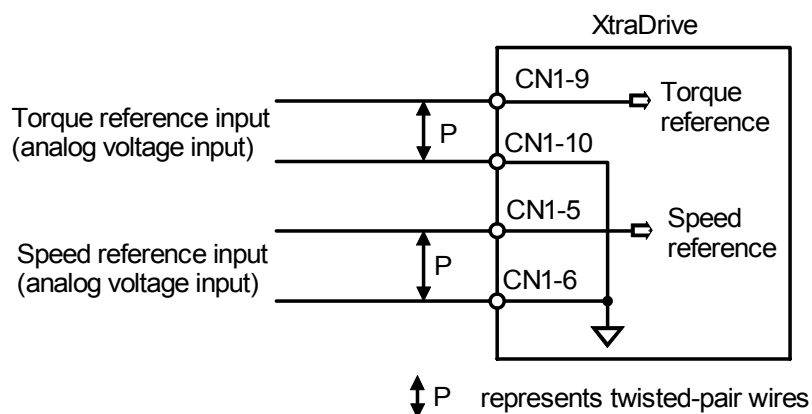 XtraDrive
CN1-9
Torque reference input
(analog voltage input)
P
Torque
reference
CN1-10
CN1-5
Speed reference input
(analog voltage input)
P
Speed
reference
CN1-6
P represents twisted-pair wires